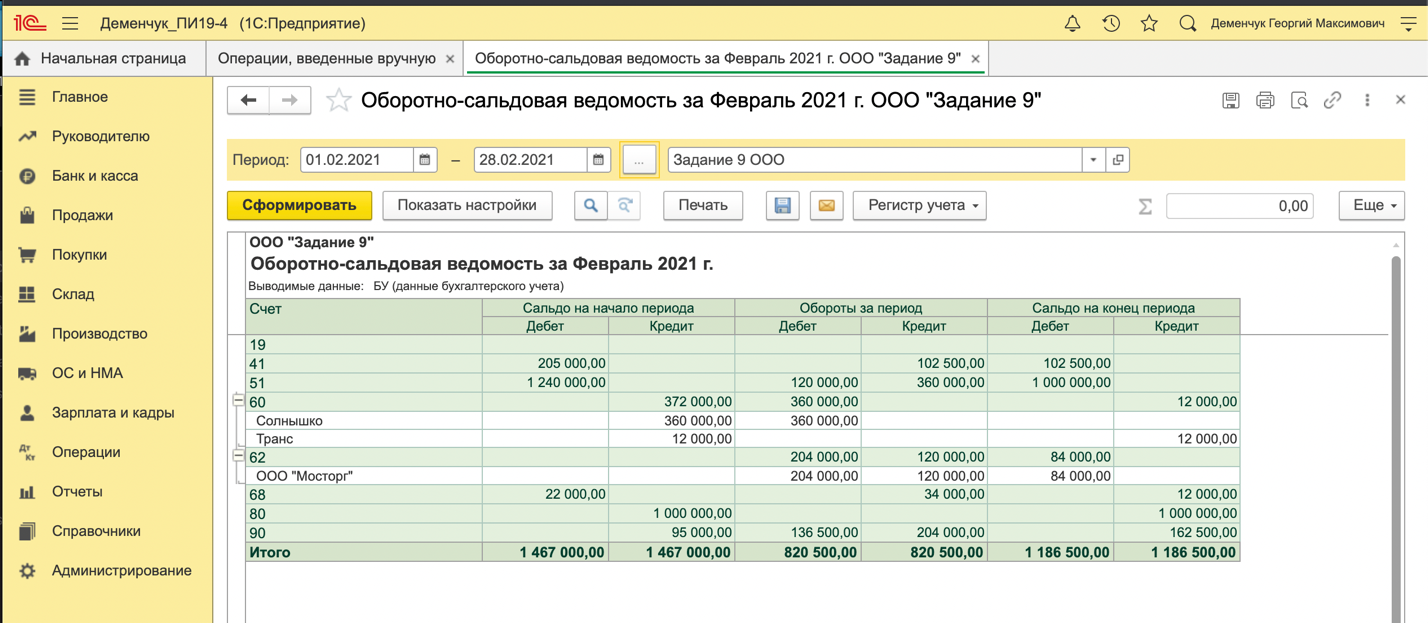 1С Деменчук_ПИ19-4 (1С:Предприятие) Деменчук Георгий Максимович
Начальная страница Операции, введенные вручную × Оборотно-сальдовая ведомость за Февраль 2021 г. ООО "Задание 9" ×
Главное
Руководителю
Банк и касса
Продажи
Покупки
Склад
Производство
ОС и НМА
Зарплата и кадры
Операции
Отчеты
Справочники
Администрирование
Оборотно-сальдовая ведомость за Февраль 2021 г. ООО "Задание 9"
Период: 01.02.2021 – 28.02.2021 ... Задание 9 ООО
Сформировать Показать настройки Печать Регистр учета Σ 0,00 Еще
ООО "Задание 9"
Оборотно-сальдовая ведомость за Февраль 2021 г.
Выводимые данные: БУ (данные бухгалтерского учета)
Счет Сальдо на начало периода Обороты за период Сальдо на конец периода
Дебет Кредит Дебет Кредит Дебет Кредит
19
41 205 000,00 102 500,00 102 500,00
51 1 240 000,00 120 000,00 360 000,00 1 000 000,00
60 372 000,00 360 000,00 12 000,00
Солнышко 360 000,00 360 000,00
Транс 12 000,00 12 000,00
62 204 000,00 120 000,00 84 000,00
ООО "Мосторг" 204 000,00 120 000,00 84 000,00
68 22 000,00 34 000,00 12 000,00
80 1 000 000,00 1 000 000,00
90 95 000,00 136 500,00 204 000,00 162 500,00
Итого 1 467 000,00 1 467 000,00 820 500,00 820 500,00 1 186 500,00 1 186 500,00